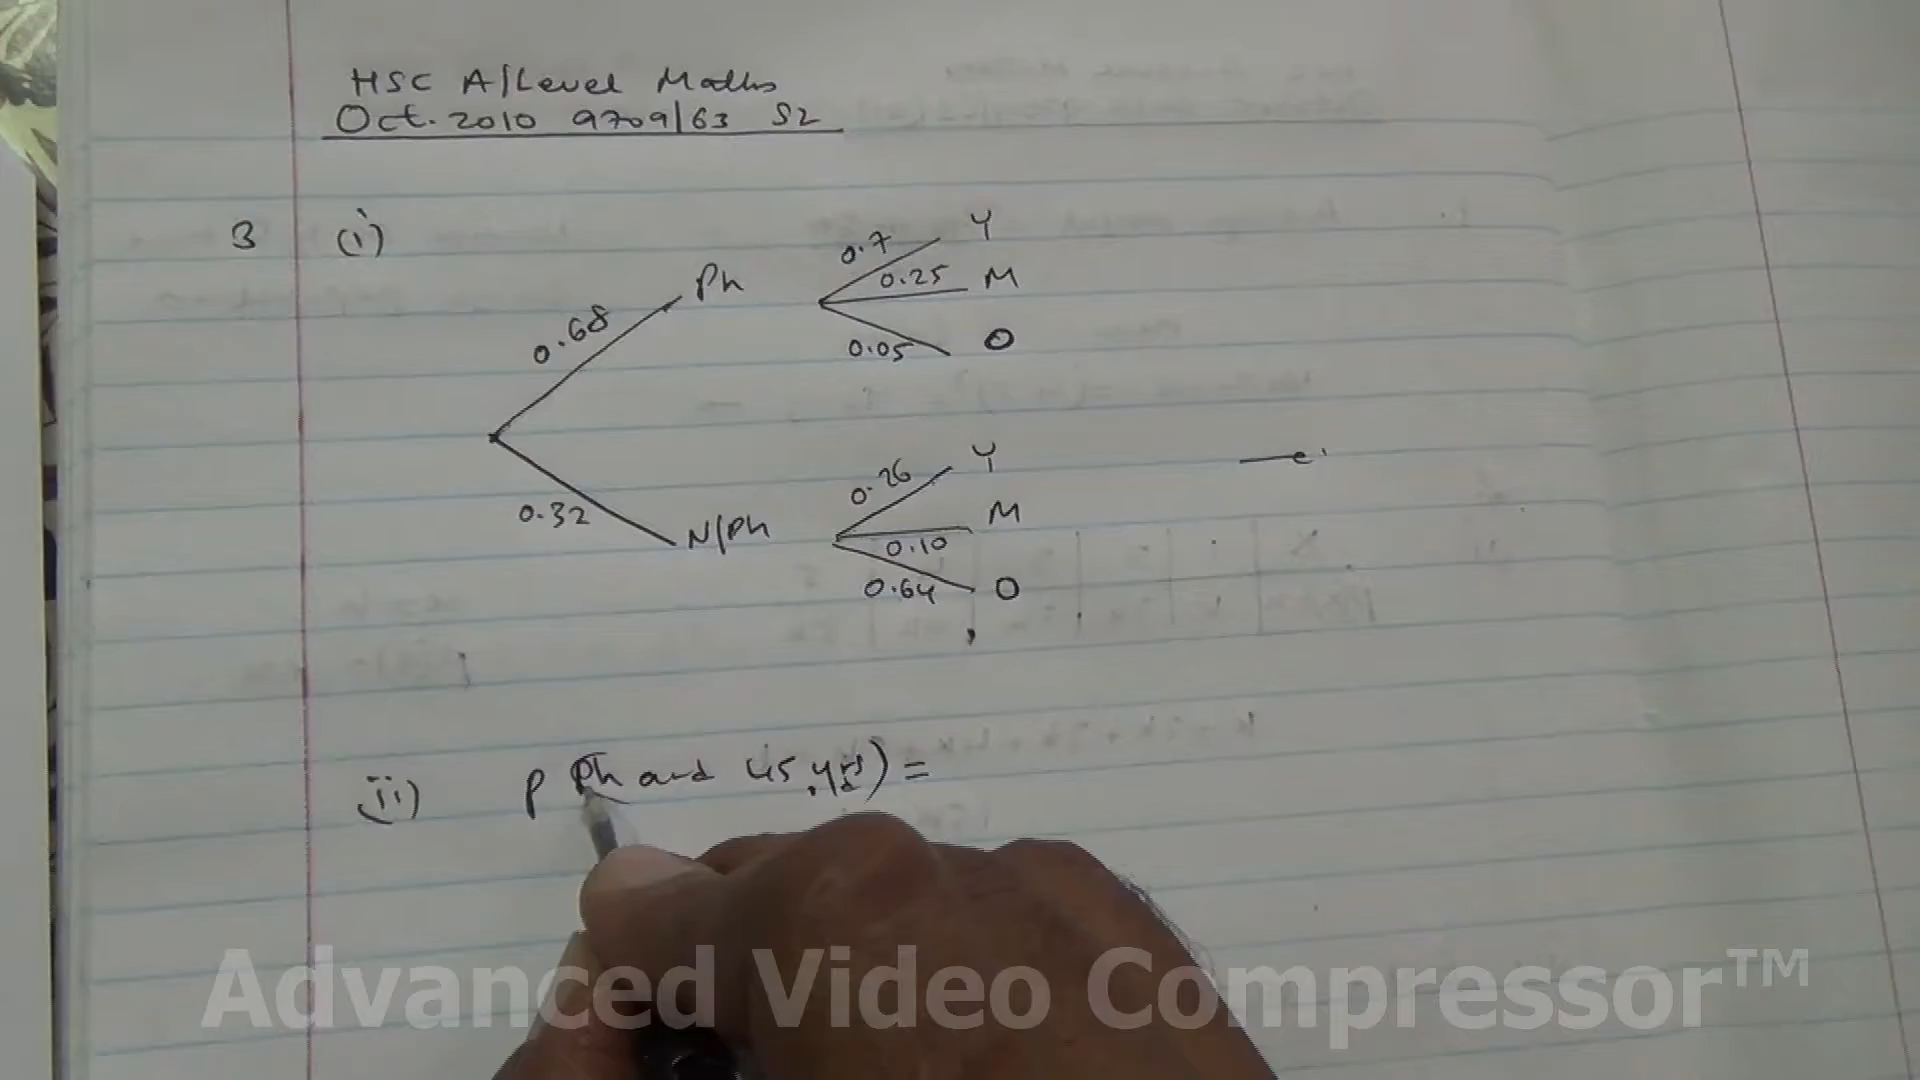 HSC A/Level Maths
Oct. 2010 9709/63 S2
3 (i)
0.68 Ph
0.7 Y
0.25 M
0.05 O
0.32 N/Ph
0.26 Y
0.10 M
0.64 O
(ii) P Ph and 45 yrs) =
Advanced Video Compressor™